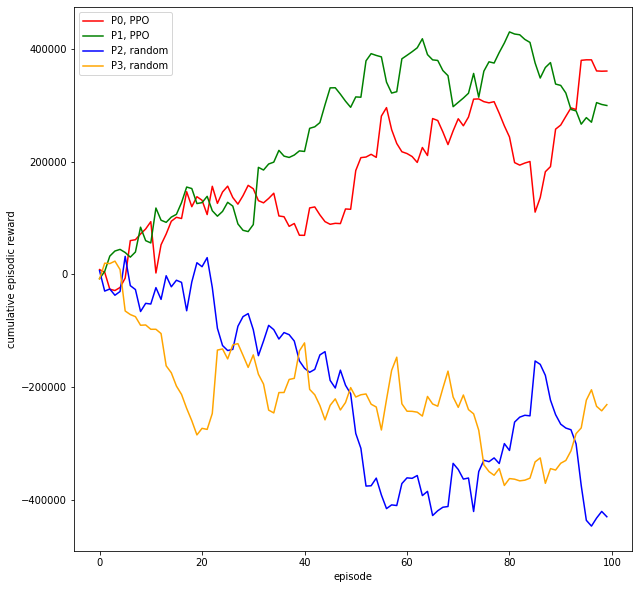 P0, PPO
P1, PPO
P2, random
P3, random
400000
200000
0
−200000
−400000
cumulative episodic reward
0 20 40 60 80 100
episode